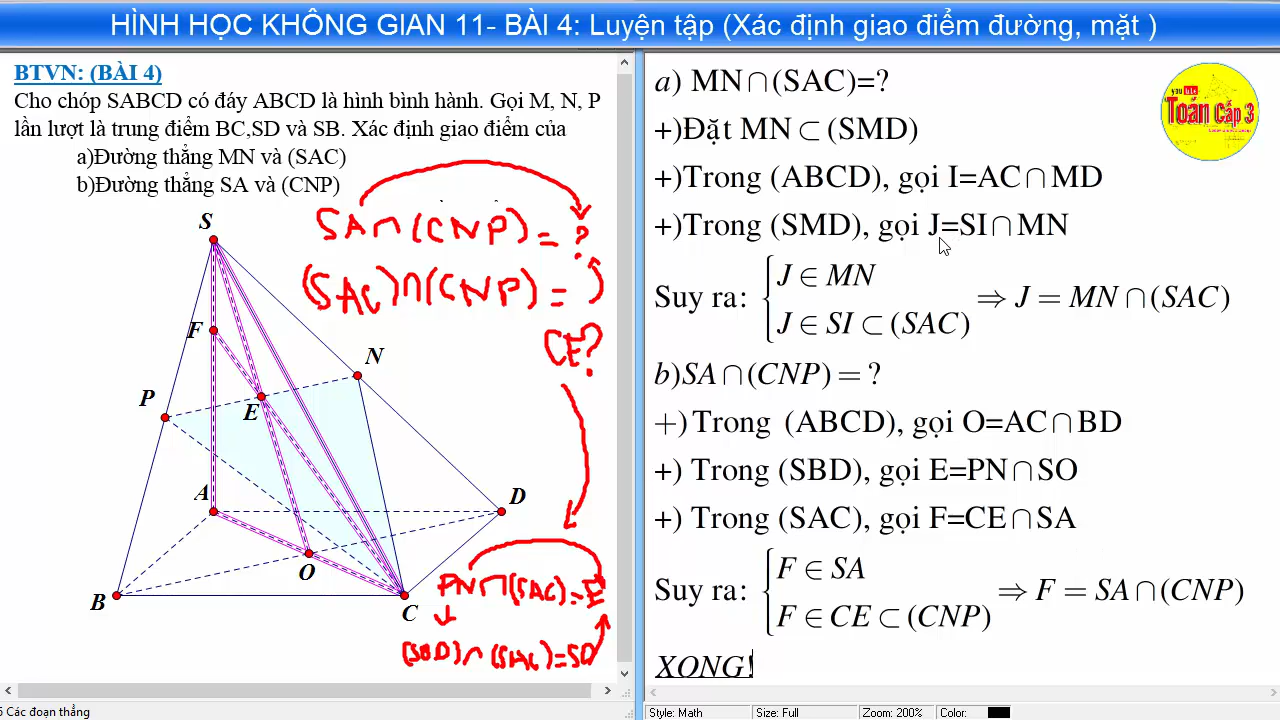 HÌNH HỌC KHÔNG GIAN 11- BÀI 4: Luyện tập (Xác định giao điểm đường, mặt )
BTVN: (BÀI 4)
Cho chóp SABCD có đáy ABCD là hình bình hành. Gọi M, N, P
lần lượt là trung điểm BC,SD và SB. Xác định giao điểm của
a)Đường thẳng MN và (SAC)
b)Đường thẳng SA và (CNP)
SA∩(CNP) = ?
(SAC)∩(CNP) =
CE?
S
F
N
P
E
A
D
O
B
C
PN∩(SAC)=E
(SBD)∩(SAC)=SO
5 Các đoạn thẳng
a) MN∩(SAC)=?
+)Đặt MN⊂(SMD)
+)Trong (ABCD), gọi I=AC∩MD
+)Trong (SMD), gọi J=SI∩MN
Suy ra: { J ∈ MN
J ∈ SI ⊂ (SAC) ⇒ J = MN∩(SAC)
b)SA∩(CNP) = ?
+) Trong (ABCD), gọi O=AC∩BD
+) Trong (SBD), gọi E=PN∩SO
+) Trong (SAC), gọi F=CE∩SA
Suy ra: { F ∈ SA
F ∈ CE ⊂ (CNP) ⇒ F = SA∩(CNP)
XONG!
You Tube
Toán Cấp 3
Style: Math
Size: Full
Zoom: 200%
Color: